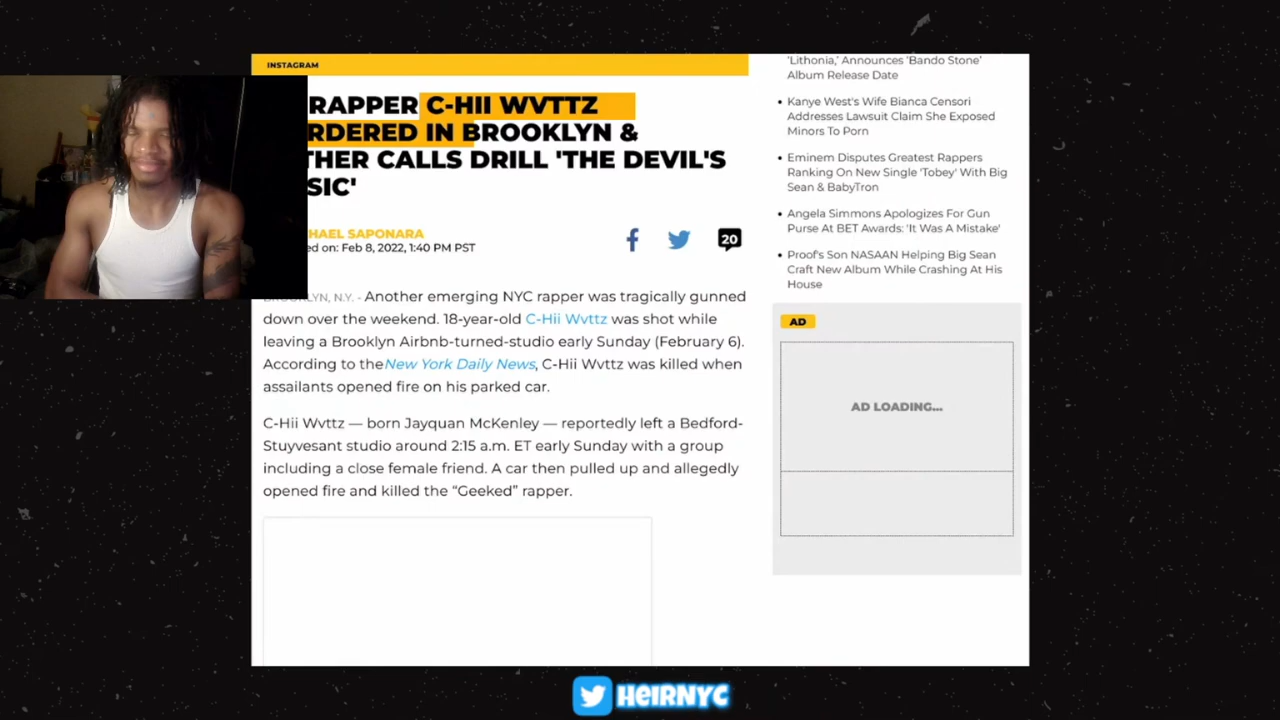 INSTAGRAM
RAPPER C-HII WVTTZ
RDERED IN BROOKLYN &
THER CALLS DRILL 'THE DEVIL'S
SIC'
HAEL SAPONARA
ed on: Feb 8, 2022, 1:40 PM PST
20
BROOKLYN, N.Y. - Another emerging NYC rapper was tragically gunned
down over the weekend. 18-year-old C-Hii Wvttz was shot while
leaving a Brooklyn Airbnb-turned-studio early Sunday (February 6).
According to the New York Daily News, C-Hii Wvttz was killed when
assailants opened fire on his parked car.
C-Hii Wvttz — born Jayquan McKenley — reportedly left a Bedford-
Stuyvesant studio around 2:15 a.m. ET early Sunday with a group
including a close female friend. A car then pulled up and allegedly
opened fire and killed the “Geeked” rapper.
'Lithonia,' Announces 'Bando Stone'
Album Release Date
• Kanye West's Wife Bianca Censori
Addresses Lawsuit Claim She Exposed
Minors To Porn
• Eminem Disputes Greatest Rappers
Ranking On New Single 'Tobey' With Big
Sean & BabyTron
• Angela Simmons Apologizes For Gun
Purse At BET Awards: 'It Was A Mistake'
• Proof's Son NASAAN Helping Big Sean
Craft New Album While Crashing At His
House
AD
AD LOADING...
HEIRNYC